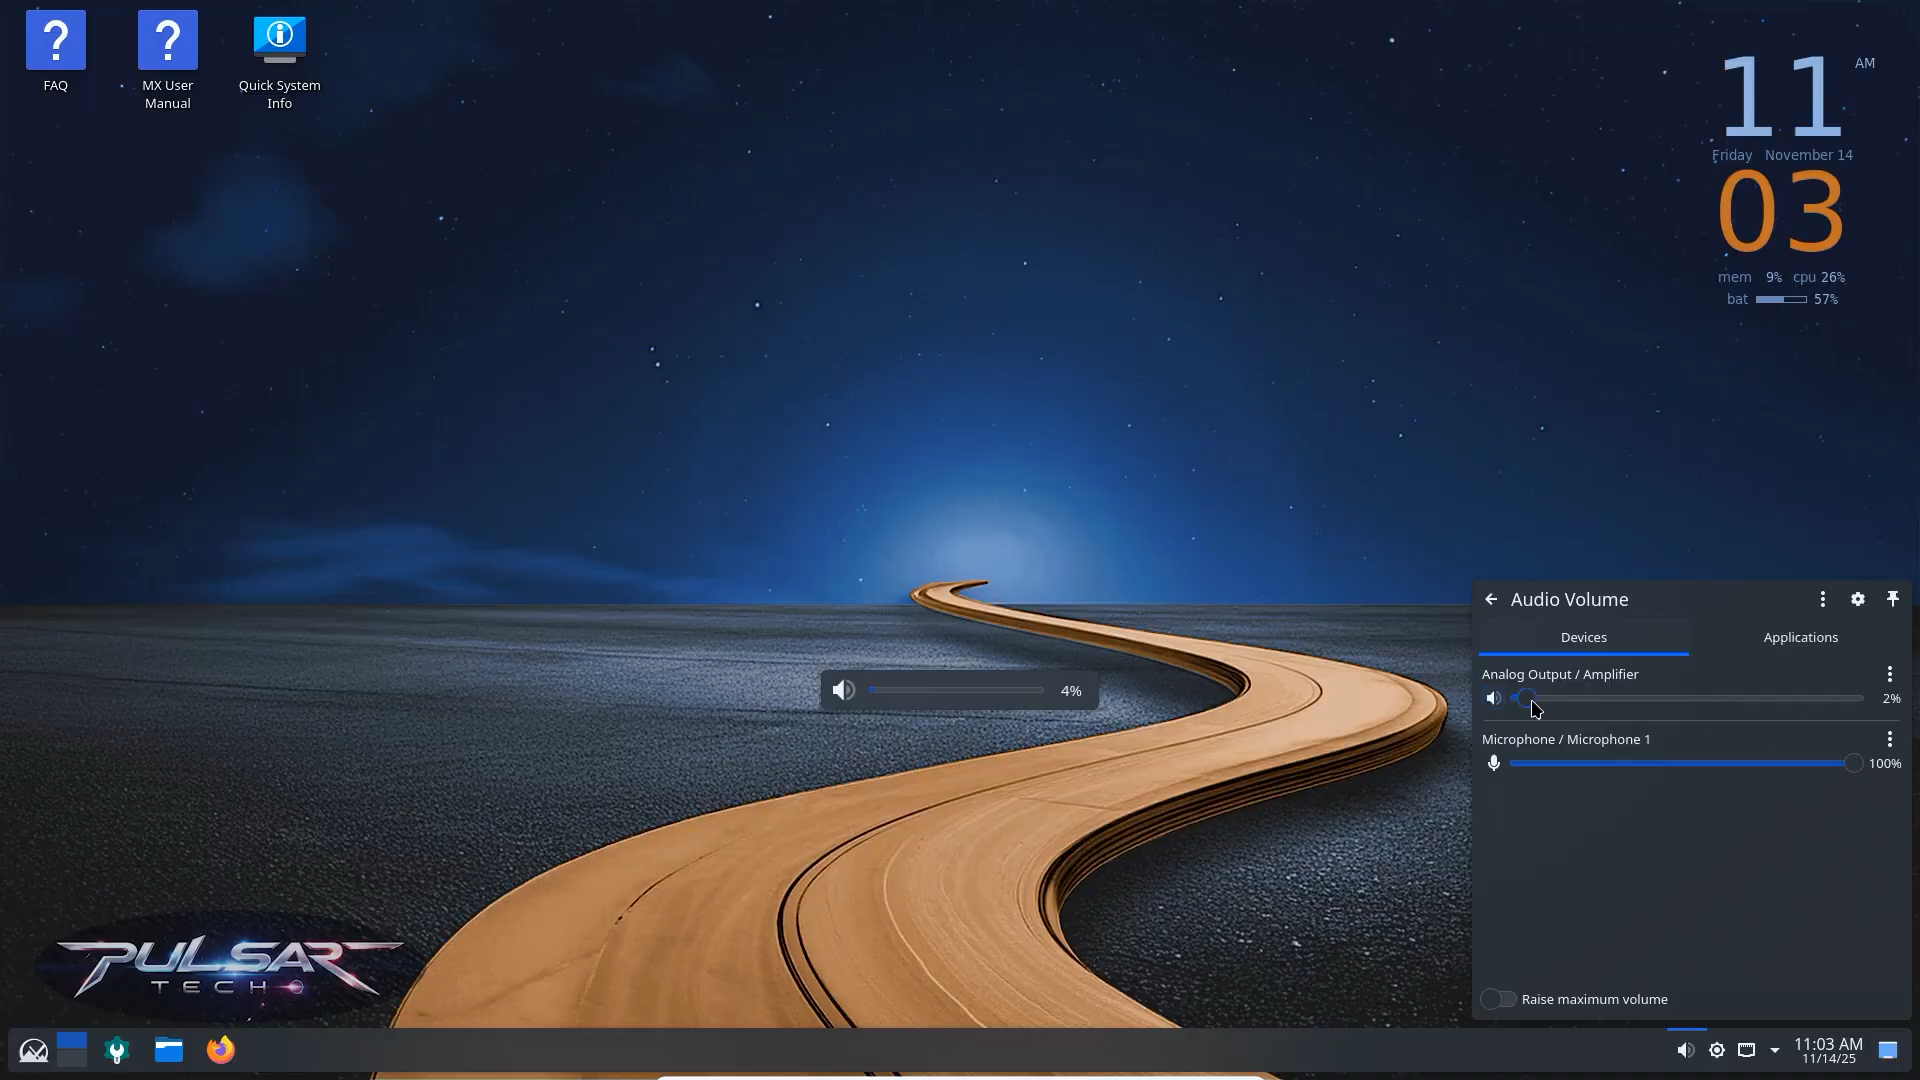 FAQ
MX User
Manual
Quick System
Info
11 AM
Friday November 14
03
mem 9% cpu 26%
bat 57%
Audio Volume
Devices
Applications
Analog Output / Amplifier
2%
Microphone / Microphone 1
100%
Raise maximum volume
4%
PULSAR
TECH
11:03 AM
11/14/25